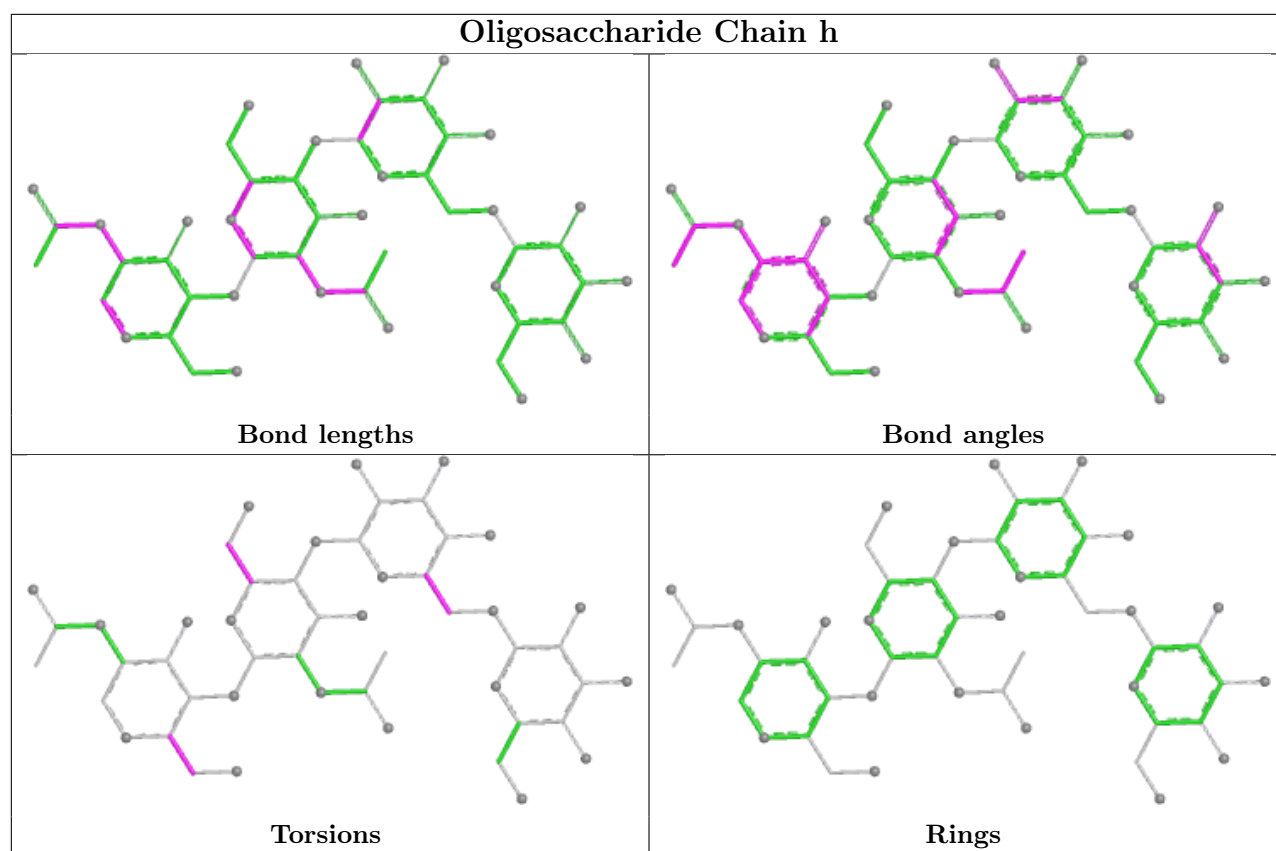 Oligosaccharide Chain h
Bond lengths
Bond angles
Torsions
Rings